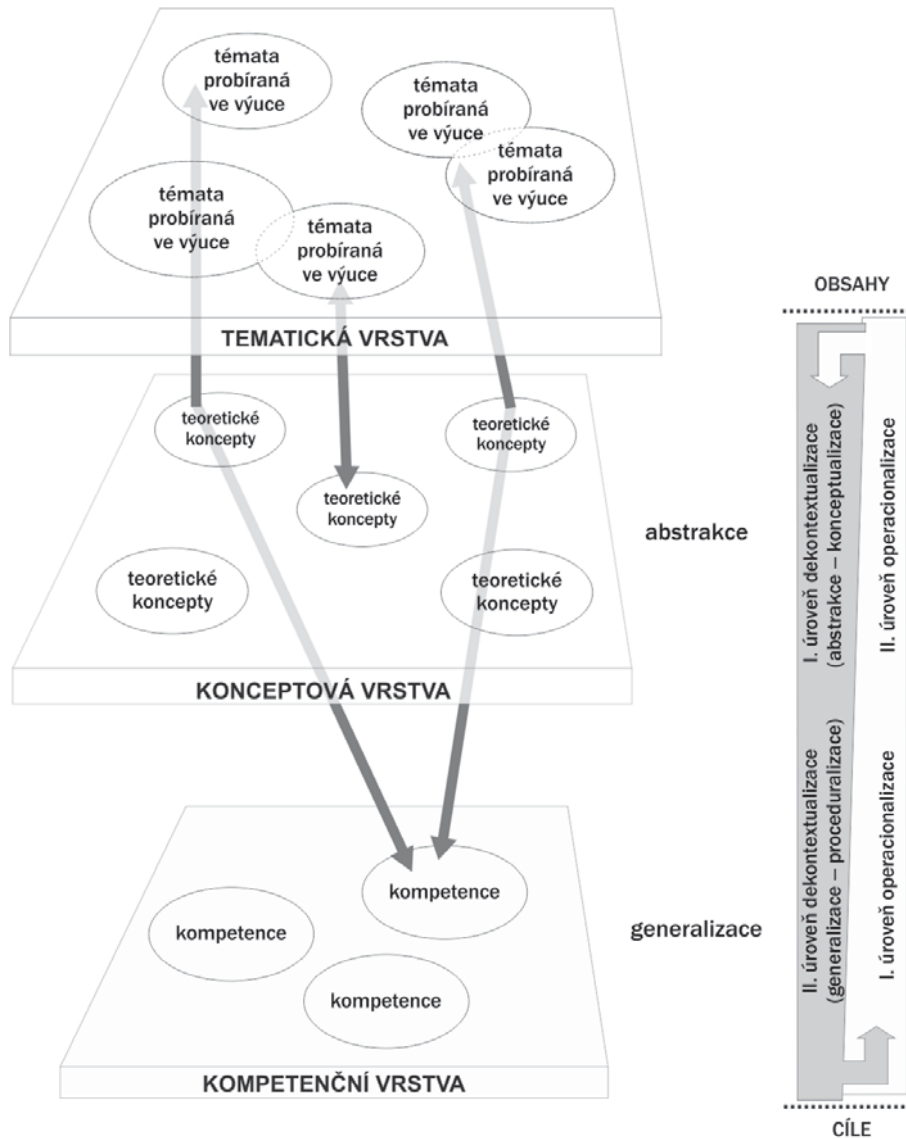 témata
probíraná
ve výuce
témata
probíraná
ve výuce
témata
probíraná
ve výuce
témata
probíraná
ve výuce
témata
probíraná
ve výuce
TEMATICKÁ VRSTVA
teoretické
koncepty
teoretické
koncepty
teoretické
koncepty
teoretické
koncepty
teoretické
koncepty
KONCEPTOVÁ VRSTVA
abstrakce
kompetence
kompetence
kompetence
generalizace
KOMPETENČNÍ VRSTVA
OBSAHY
I. úroveň dekontextualizace
(abstrakce – konceptualizace)
II. úroveň operacionalizace
II. úroveň dekontextualizace
(generalizace – proceduralizace)
I. úroveň operacionalizace
CÍLE